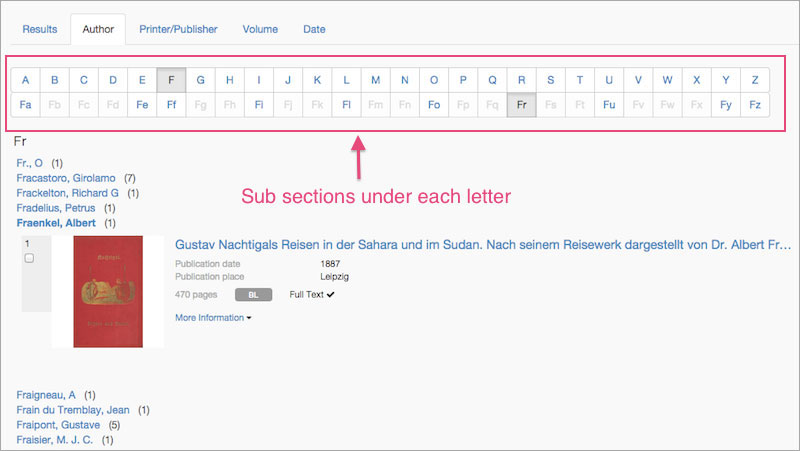 Results Author Printer/Publisher Volume Date
A B C D E F G H I J K L M N O P Q R S T U V W X Y Z
Fa Fb Fc Fd Fe Ff Fg Fh Fi Fj Fk Fl Fm Fn Fo Fp Fq Fr Fs Ft Fu Fv Fw Fx Fy Fz
Fr
Sub sections under each letter
Fr., O (1)
Fracastoro, Girolamo (7)
Frackelton, Richard G (1)
Fradelius, Petrus (1)
Fraenkel, Albert (1)
1
Gustav Nachtigals Reisen in der Sahara und im Sudan. Nach seinem Reisewerk dargestellt von Dr. Albert Fr…
Publication date 1887
Publication place Leipzig
470 pages BL Full Text ✔
More Information
Fraigneau, A (1)
Frain du Tremblay, Jean (1)
Fraipont, Gustave (5)
Fraisier, M. J. C. (1)